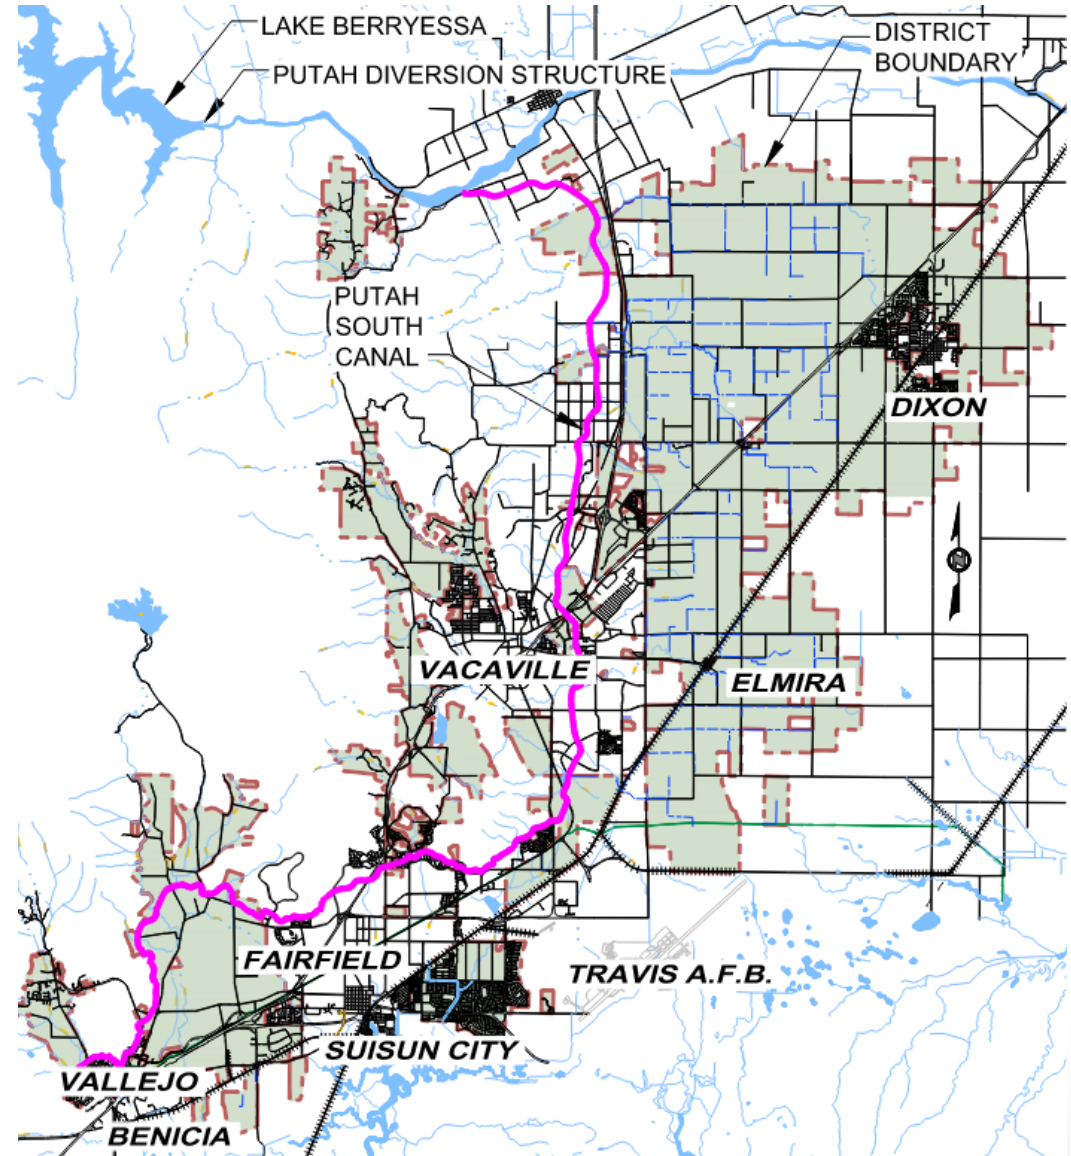 LAKE BERRYESSA
DISTRICT
BOUNDARY
PUTAH DIVERSION STRUCTURE
PUTAH
SOUTH
CANAL
DIXON
N
VACAVILLE
ELMIRA
FAIRFIELD
TRAVIS A.F.B.
SUISUN CITY
VALLEJO
BENICIA